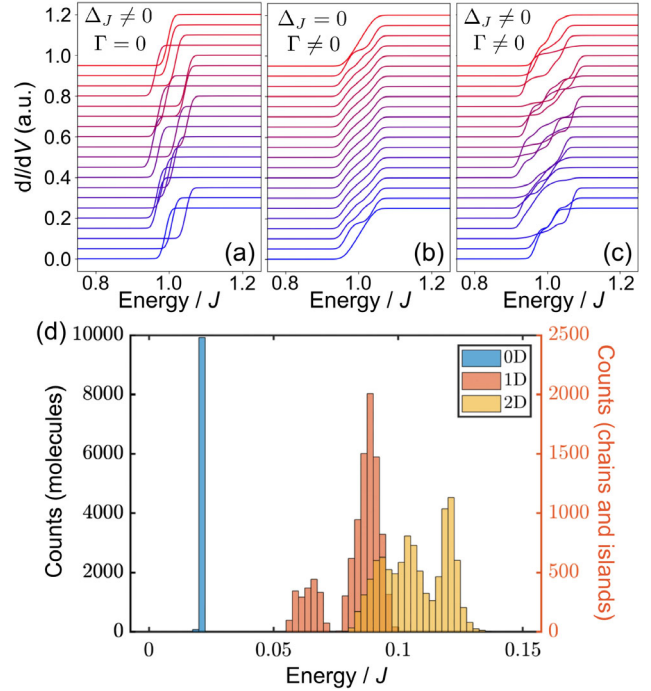 Δ_J ≠ 0
Γ = 0
Δ_J = 0
Γ ≠ 0
Δ_J ≠ 0
Γ ≠ 0
dI/dV (a.u.)
1.2
1.0
0.8
0.6
0.4
0.2
0.0
(a)
(b)
(c)
0.8 1.0 1.2
0.8 1.0 1.2
0.8 1.0 1.2
Energy / J
Energy / J
Energy / J
(d)
Counts (molecules)
10000
8000
6000
4000
2000
0
0D
1D
2D
2500
2000
1500
1000
500
0
Counts (chains and islands)
0 0.05 0.1 0.15
Energy / J